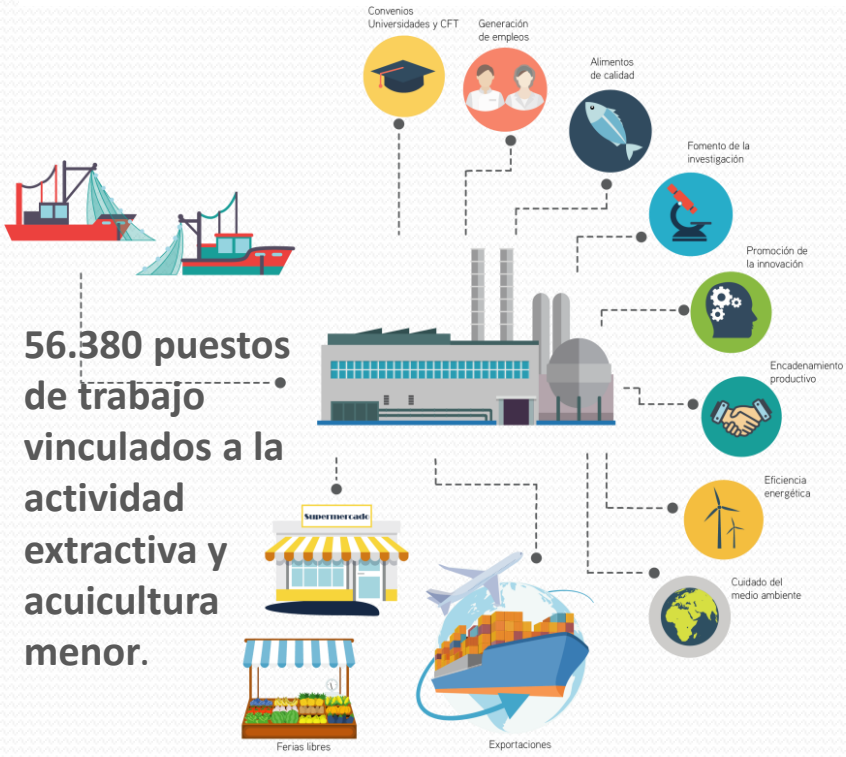 Convenios
Universidades y CFT
Generación
de empleos
Alimentos
de calidad
Fomento de la
investigación
Promoción de
la innovación
Encadenamiento
productivo
Eficiencia
energética
Cuidado del
medio ambiente
56.380 puestos
de trabajo
vinculados a la
actividad
extractiva y
acuicultura
menor.
Supermercado
Ferias libres
Exportaciones